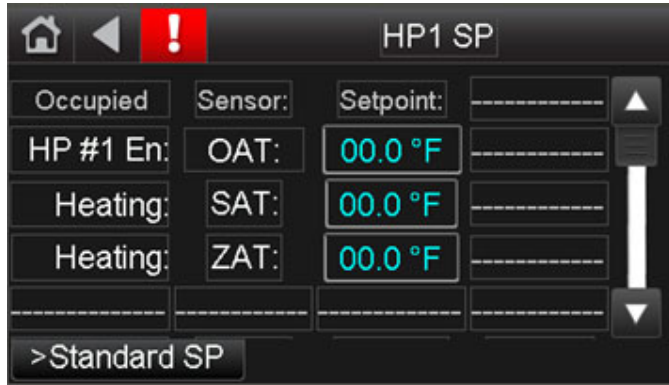 HP1 SP
Occupied Sensor: Setpoint: ------------
HP #1 En: OAT: 00.0 °F ------------
Heating: SAT: 00.0 °F ------------
Heating: ZAT: 00.0 °F ------------
------------- ------------ ------------- ------------
>Standard SP